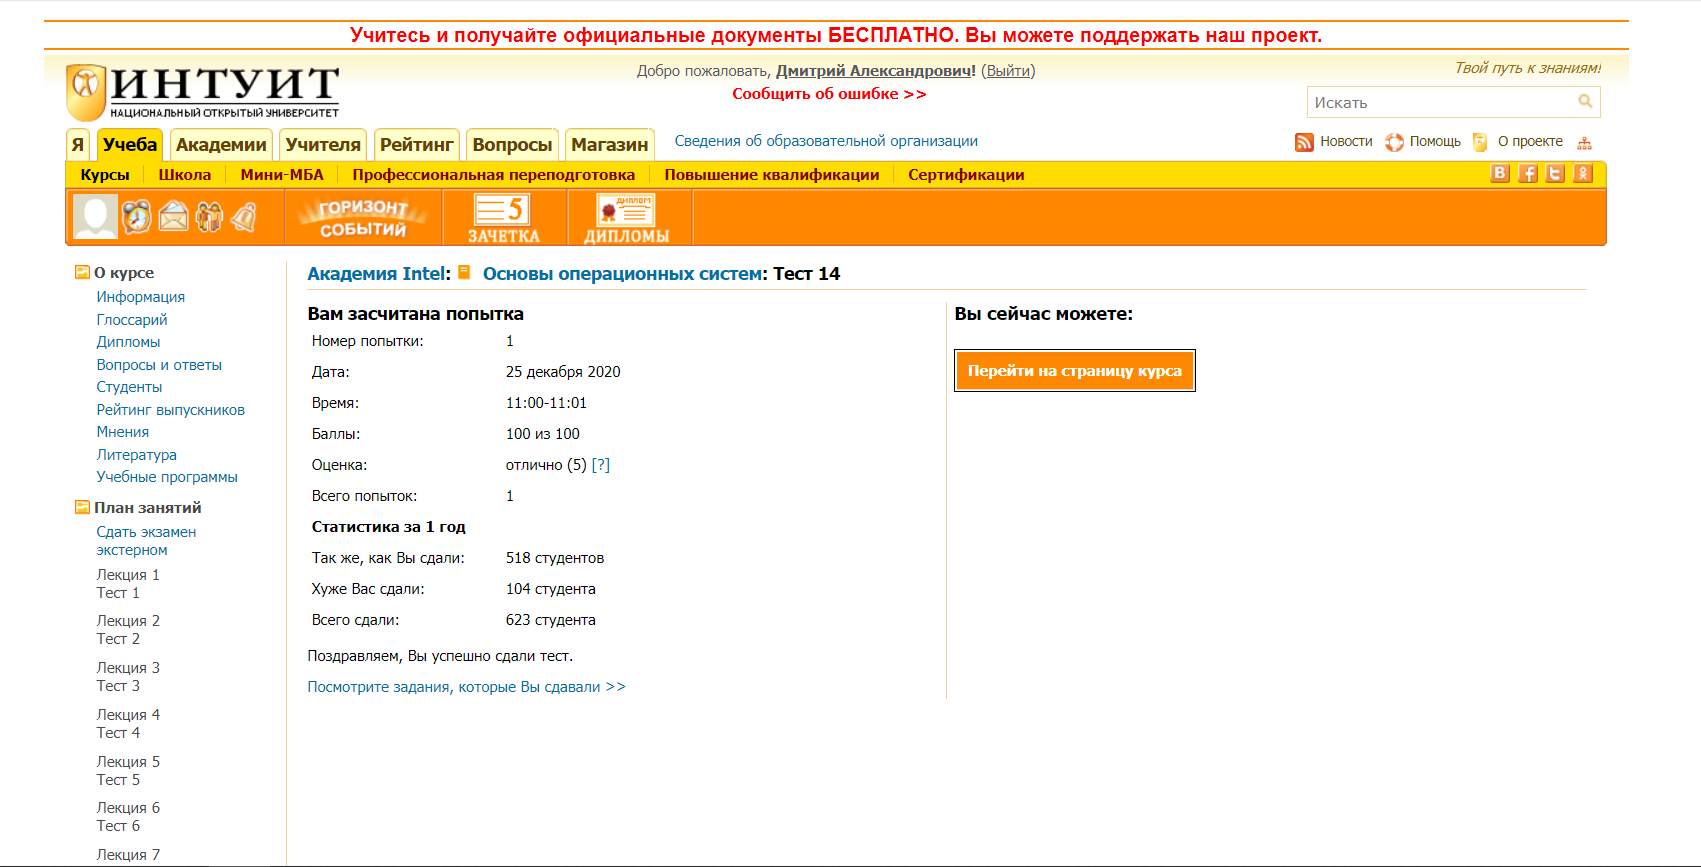 Учитесь и получайте официальные документы БЕСПЛАТНО. Вы можете поддержать наш проект.
ИНТУИТ
НАЦИОНАЛЬНЫЙ ОТКРЫТЫЙ УНИВЕРСИТЕТ
Добро пожаловать, Дмитрий Александрович! (Выйти)
Сообщить об ошибке >>
Твой путь к знаниям!
Искать
Я Учеба Академии Учителя Рейтинг Вопросы Магазин Сведения об образовательной организации
Новости Помощь О проекте
Курсы Школа Мини-МБА Профессиональная переподготовка Повышение квалификации Сертификации
ГОРИЗОНТ СОБЫТИЙ
5
ЗАЧЕТКА
ДИПЛОМ
ДИПЛОМЫ
О курсе
Информация
Глоссарий
Дипломы
Вопросы и ответы
Студенты
Рейтинг выпускников
Мнения
Литература
Учебные программы
План занятий
Сдать экзамен
экстерном
Лекция 1
Тест 1
Лекция 2
Тест 2
Лекция 3
Тест 3
Лекция 4
Тест 4
Лекция 5
Тест 5
Лекция 6
Тест 6
Лекция 7
Академия Intel: Основы операционных систем: Тест 14
Вам засчитана попытка
Номер попытки: 1
Дата: 25 декабря 2020
Время: 11:00-11:01
Баллы: 100 из 100
Оценка: отлично (5) [?]
Всего попыток: 1
Статистика за 1 год
Так же, как Вы сдали: 518 студентов
Хуже Вас сдали: 104 студента
Всего сдали: 623 студента
Поздравляем, Вы успешно сдали тест.
Посмотрите задания, которые Вы сдавали >>
Вы сейчас можете:
Перейти на страницу курса